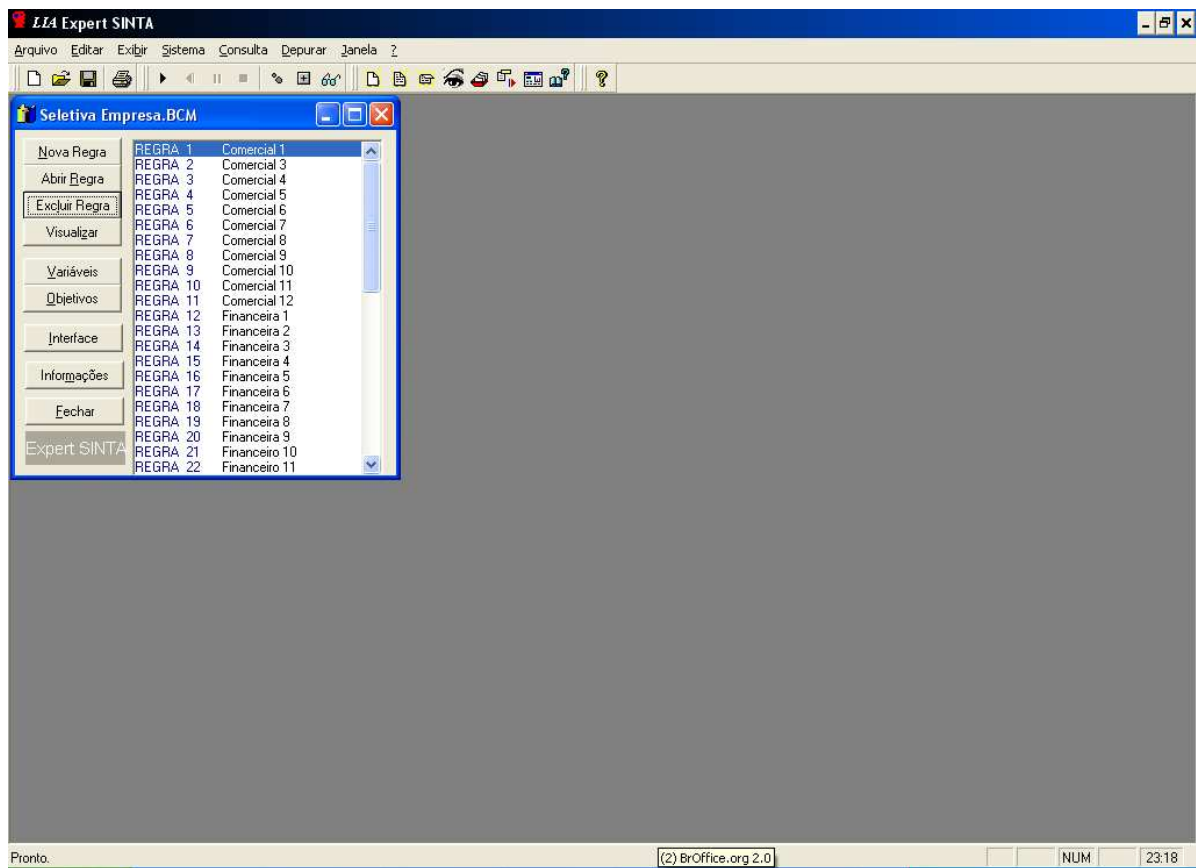 LIA Expert SINTA
Arquivo Editar Exibir Sistema Consulta Depurar Janela ?
Seletiva Empresa.BCM
Nova Regra
Abrir Regra
Excluir Regra
Visualizar
Variáveis
Objetivos
Interface
Informações
Fechar
Expert SINTA
REGRA 1 Comercial 1
REGRA 2 Comercial 3
REGRA 3 Comercial 4
REGRA 4 Comercial 5
REGRA 5 Comercial 6
REGRA 6 Comercial 7
REGRA 7 Comercial 8
REGRA 8 Comercial 9
REGRA 9 Comercial 10
REGRA 10 Comercial 11
REGRA 11 Comercial 12
REGRA 12 Financeira 1
REGRA 13 Financeira 2
REGRA 14 Financeira 3
REGRA 15 Financeira 4
REGRA 16 Financeira 5
REGRA 17 Financeira 6
REGRA 18 Financeira 7
REGRA 19 Financeira 8
REGRA 20 Financeira 9
REGRA 21 Financeiro 10
REGRA 22 Financeiro 11
Pronto.
(2) BrOffice.org 2.0
NUM
23:18